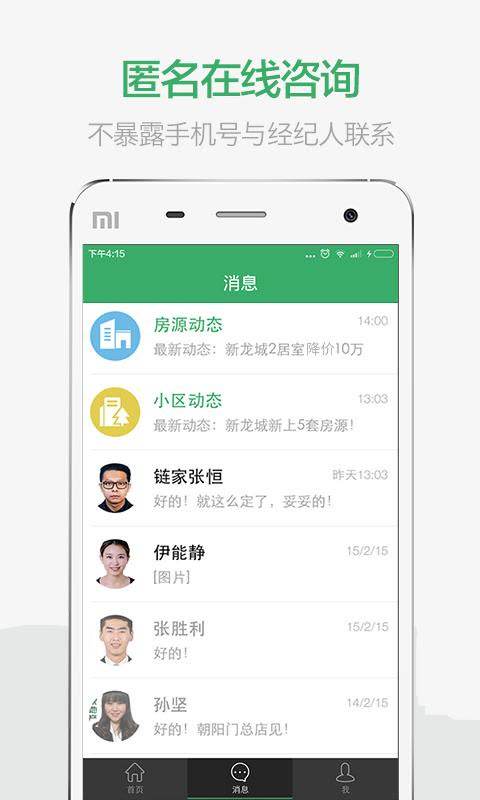 匿名在线咨询
不暴露手机号与经纪人联系
MI
下午4:15
消息
房源动态 14:00
最新动态：新龙城2居室降价10万
小区动态 13:03
最新动态：新龙城新上5套房源！
链家张恒 昨天13:03
好的！就这么定了，妥妥的！
伊能静 15/2/15
[图片]
张胜利 15/2/15
好的！
孙坚 14/2/15
好的！朝阳门总店见！
首页 消息 我